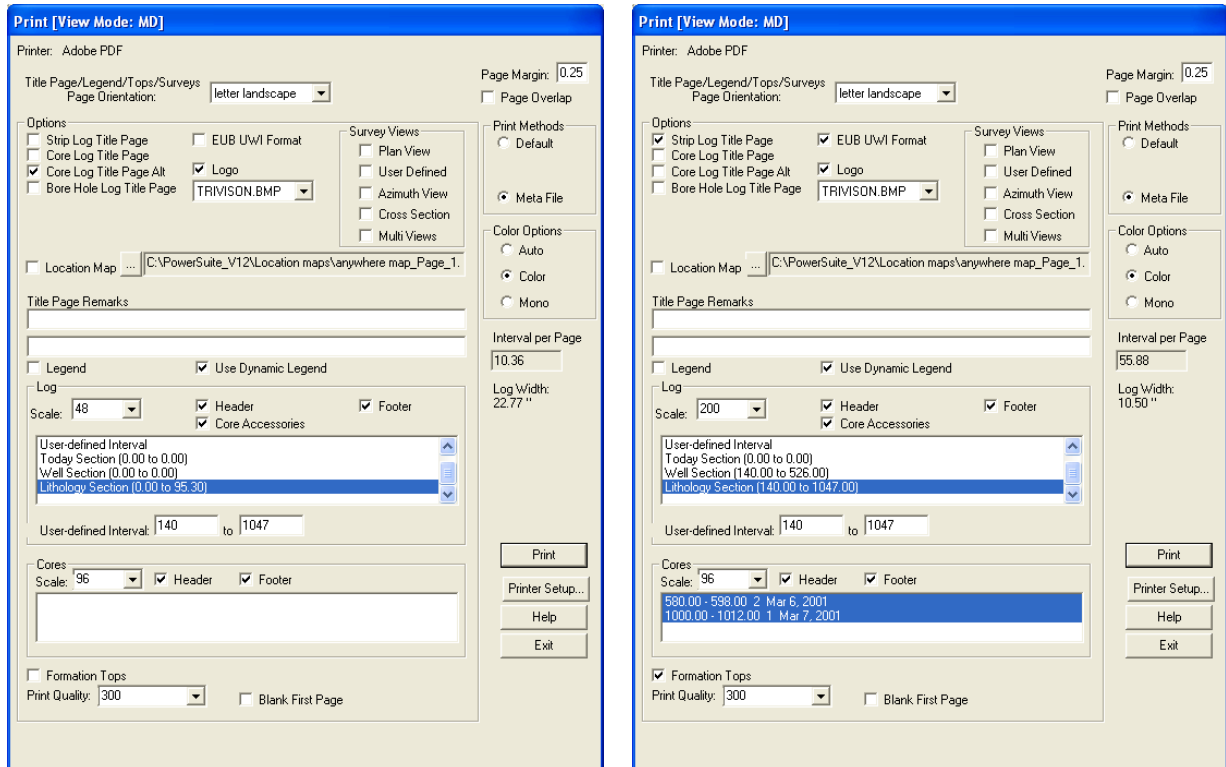 Print [View Mode: MD]
Printer: Adobe PDF
Title Page/Legend/Tops/Surveys
Page Orientation:
letter landscape
Page Margin: 0.25
Page Overlap
Options
Strip Log Title Page
Core Log Title Page
Core Log Title Page Alt
Bore Hole Log Title Page
EUB UWI Format
Logo
TRIVISON.BMP
Survey Views
Plan View
User Defined
Azimuth View
Cross Section
Multi Views
Print Methods
Default
Meta File
Color Options
Auto
Color
Mono
Location Map ... C:\PowerSuite_V12\Location maps\anywhere map_Page_1.
Title Page Remarks
Legend
Use Dynamic Legend
Interval per Page
10.36
Log Width:
22.77 "
Log
Scale: 48
Header
Footer
Core Accessories
User-defined Interval
Today Section (0.00 to 0.00)
Well Section (0.00 to 0.00)
Lithology Section (0.00 to 95.30)
User-defined Interval: 140 to 1047
Cores
Scale: 96
Header
Footer
Print
Printer Setup...
Help
Exit
Formation Tops
Print Quality: 300
Blank First Page
Print [View Mode: MD]
Printer: Adobe PDF
Title Page/Legend/Tops/Surveys
Page Orientation:
letter landscape
Page Margin: 0.25
Page Overlap
Options
Strip Log Title Page
Core Log Title Page
Core Log Title Page Alt
Bore Hole Log Title Page
EUB UWI Format
Logo
TRIVISON.BMP
Survey Views
Plan View
User Defined
Azimuth View
Cross Section
Multi Views
Print Methods
Default
Meta File
Color Options
Auto
Color
Mono
Location Map ... C:\PowerSuite_V12\Location maps\anywhere map_Page_1.
Title Page Remarks
Legend
Use Dynamic Legend
Interval per Page
55.88
Log Width:
10.50 "
Log
Scale: 200
Header
Footer
Core Accessories
User-defined Interval
Today Section (0.00 to 0.00)
Well Section (140.00 to 526.00)
Lithology Section (140.00 to 1047.00)
User-defined Interval: 140 to 1047
Cores
Scale: 96
Header
Footer
580.00 - 598.00 2 Mar 6, 2001
1000.00 - 1012.00 1 Mar 7, 2001
Print
Printer Setup...
Help
Exit
Formation Tops
Print Quality: 300
Blank First Page